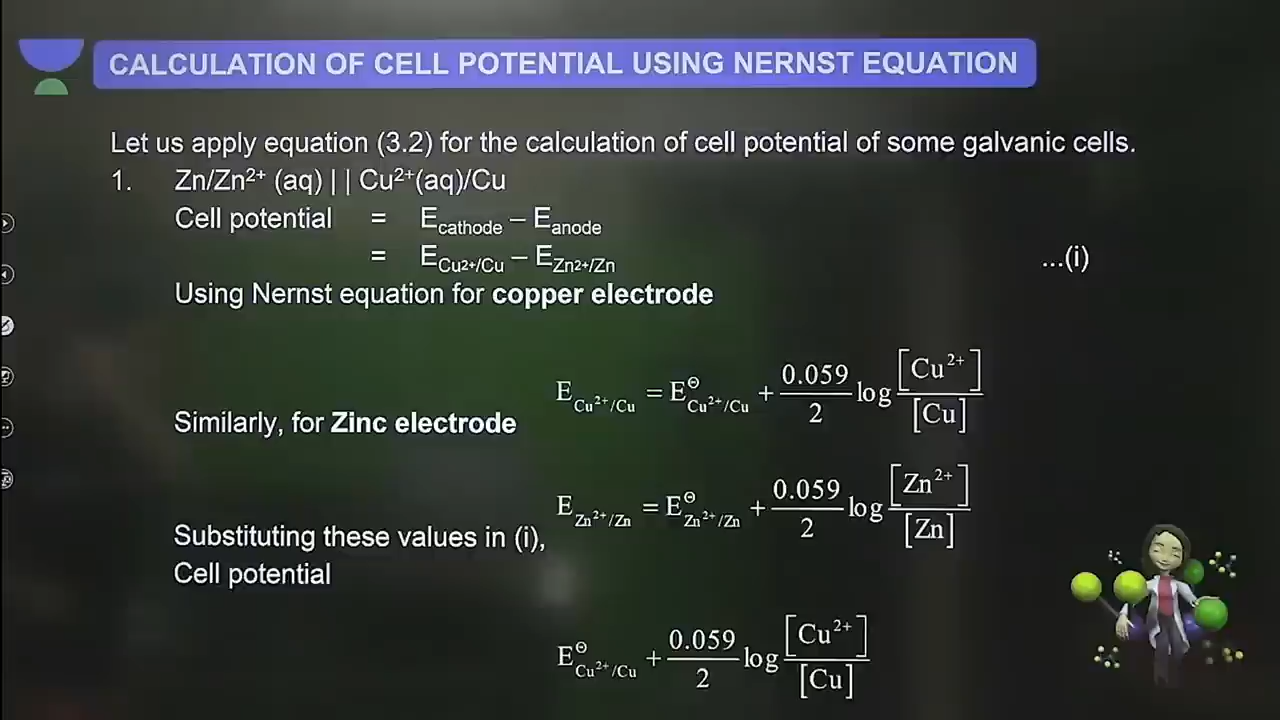 CALCULATION OF CELL POTENTIAL USING NERNST EQUATION
Let us apply equation (3.2) for the calculation of cell potential of some galvanic cells.
1. Zn/Zn²⁺ (aq) | | Cu²⁺(aq)/Cu
Cell potential = E_cathode – E_anode
= E_Cu²⁺/Cu – E_Zn²⁺/Zn ...(i)
Using Nernst equation for copper electrode
E_Cu²⁺/Cu = E^Θ_Cu²⁺/Cu + 0.059/2 log [Cu²⁺]/[Cu]
Similarly, for Zinc electrode
E_Zn²⁺/Zn = E^Θ_Zn²⁺/Zn + 0.059/2 log [Zn²⁺]/[Zn]
Substituting these values in (i),
Cell potential
E^Θ_Cu²⁺/Cu + 0.059/2 log [Cu²⁺]/[Cu]